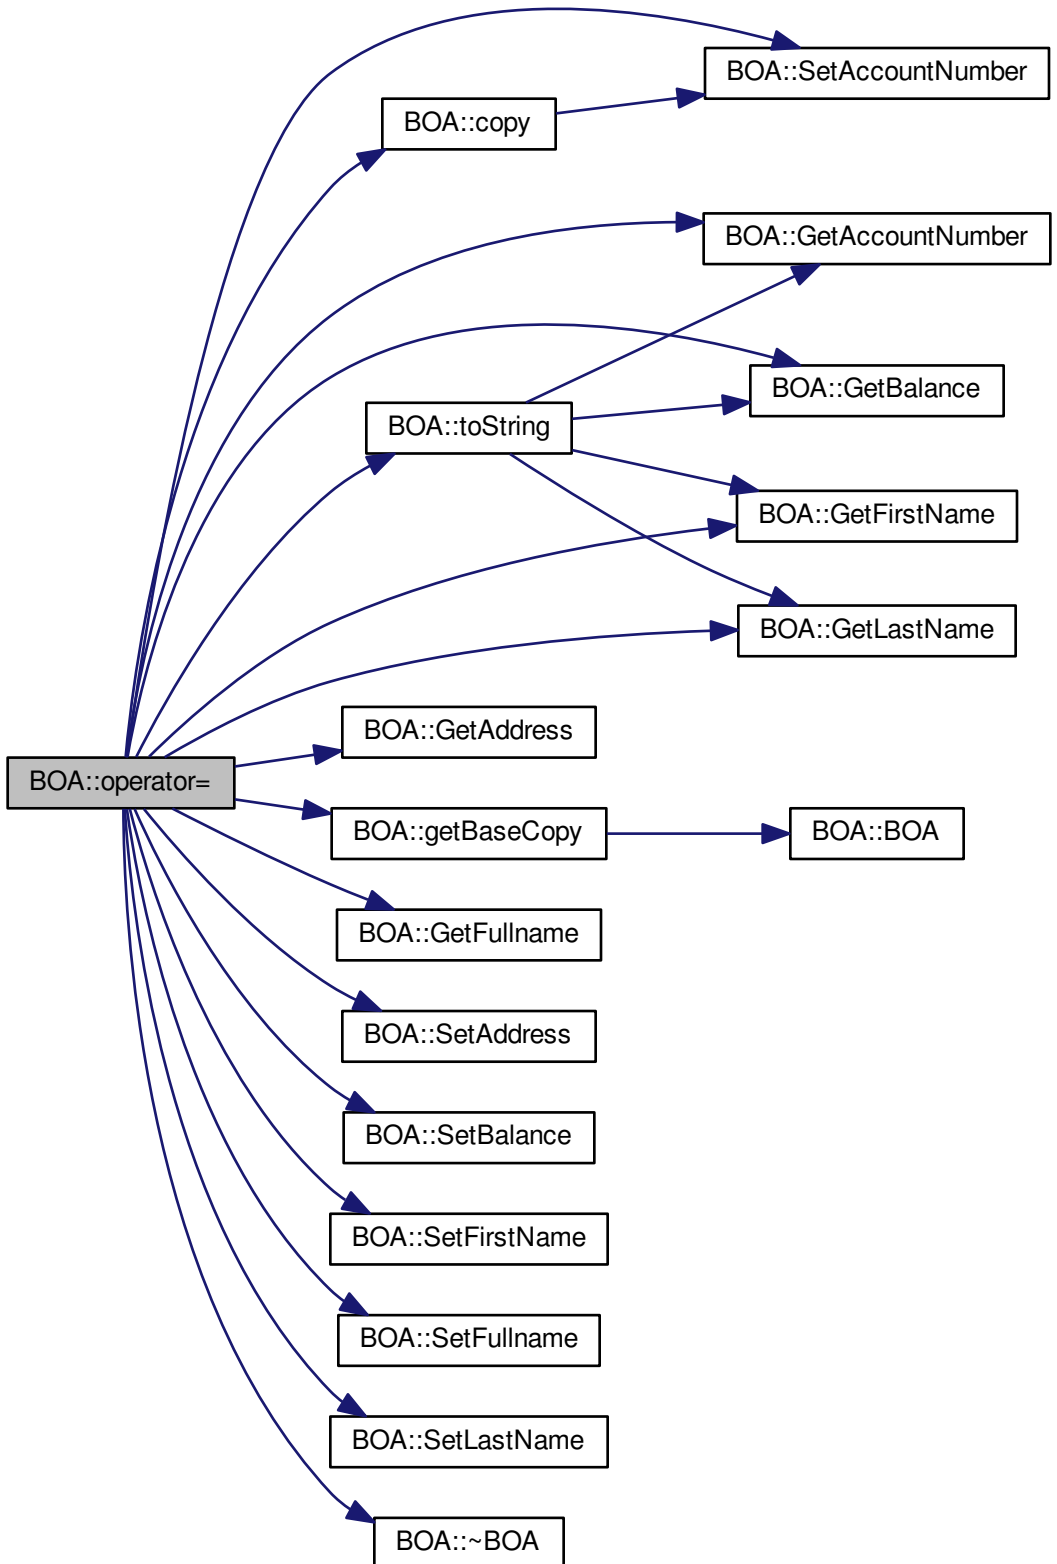 BOA::SetAccountNumber
BOA::copy
BOA::GetAccountNumber
BOA::GetBalance
BOA::toString
BOA::GetFirstName
BOA::GetLastName
BOA::GetAddress
BOA::operator=
BOA::getBaseCopy
BOA::BOA
BOA::GetFullname
BOA::SetAddress
BOA::SetBalance
BOA::SetFirstName
BOA::SetFullname
BOA::SetLastName
BOA::~BOA